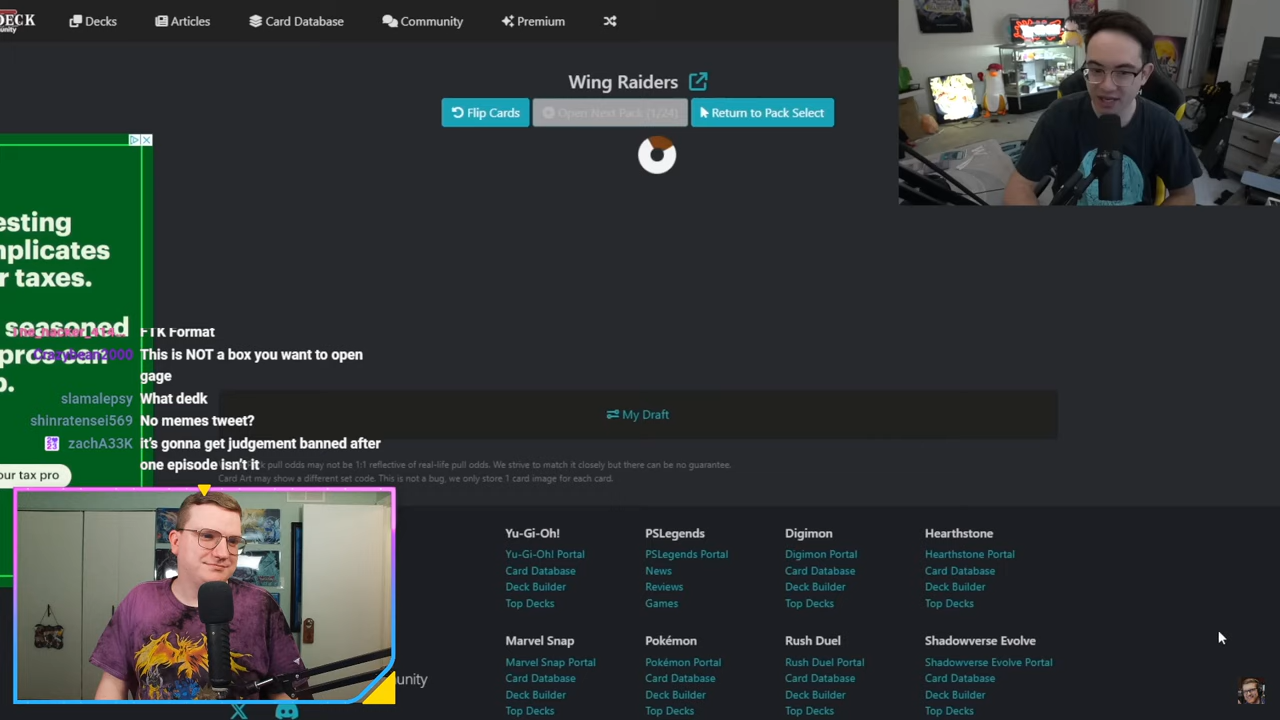 DECK
Decks
Articles
Card Database
Community
Premium
Wing Raiders
Flip Cards
Open Next Pack (1/24)
Return to Pack Select
esting
nplicates
r taxes.
seasoned
pros can
p.
our tax pro
FTK Format
Crazybean2000 This is NOT a box you want to open
gage
slamalepsy What dedk
shinratensei569 No memes tweet?
zachA33K it's gonna get judgement banned after
one episode isn't it
My Draft
pull odds may not be 1:1 reflective of real-life pull odds. We strive to match it closely but there can be no guarantee.
Card Art may show a different set code. This is not a bug, we only store 1 card image for each card.
Yu-Gi-Oh!
Yu-Gi-Oh! Portal
Card Database
Deck Builder
Top Decks
PSLegends
PSLegends Portal
News
Reviews
Games
Digimon
Digimon Portal
Card Database
Deck Builder
Top Decks
Hearthstone
Hearthstone Portal
Card Database
Deck Builder
Top Decks
Marvel Snap
Marvel Snap Portal
Card Database
Deck Builder
Top Decks
Pokémon
Pokémon Portal
Card Database
Deck Builder
Top Decks
Rush Duel
Rush Duel Portal
Card Database
Deck Builder
Top Decks
Shadowverse Evolve
Shadowverse Evolve Portal
Card Database
Deck Builder
Top Decks
munity